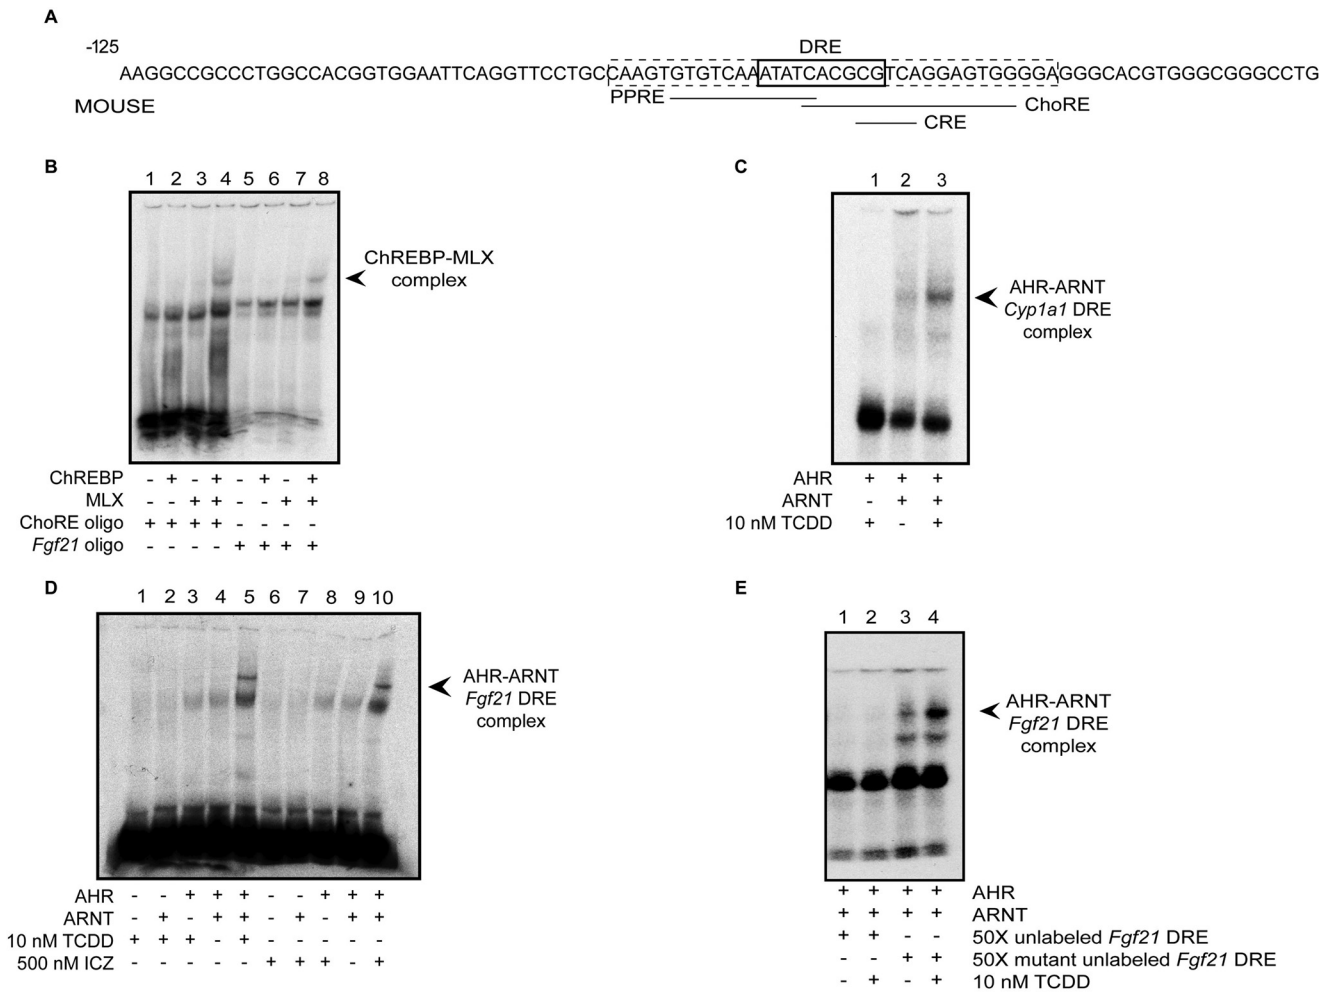 A
-125
DRE
AAGGCCGCCCTGGCCACGGTGGAATTCAGGTTCCTGCCAAGTGTGTCAAATATCACGCGTCAGGAGTGGGGAGGGCACGTGGGCGGGCCTG
MOUSE
PPRE
ChoRE
CRE
B
1 2 3 4 5 6 7 8
ChREBP-MLX
complex
ChREBP - + - + - + - +
MLX - - + + - - + +
ChoRE oligo + + + + - - - -
Fgf21 oligo - - - - + + + +
C
1 2 3
AHR-ARNT
Cyp1a1 DRE
complex
AHR + + +
ARNT - + +
10 nM TCDD + - +
D
1 2 3 4 5 6 7 8 9 10
AHR-ARNT
Fgf21 DRE
complex
AHR - - + + + - - + + +
ARNT - + - + + - + - + +
10 nM TCDD + + + - + - - - - -
500 nM ICZ - - - - - + + + - +
E
1 2 3 4
AHR-ARNT
Fgf21 DRE
complex
+ + + + AHR
+ + + + ARNT
+ + - - 50X unlabeled Fgf21 DRE
- - + + 50X mutant unlabeled Fgf21 DRE
- + - + 10 nM TCDD